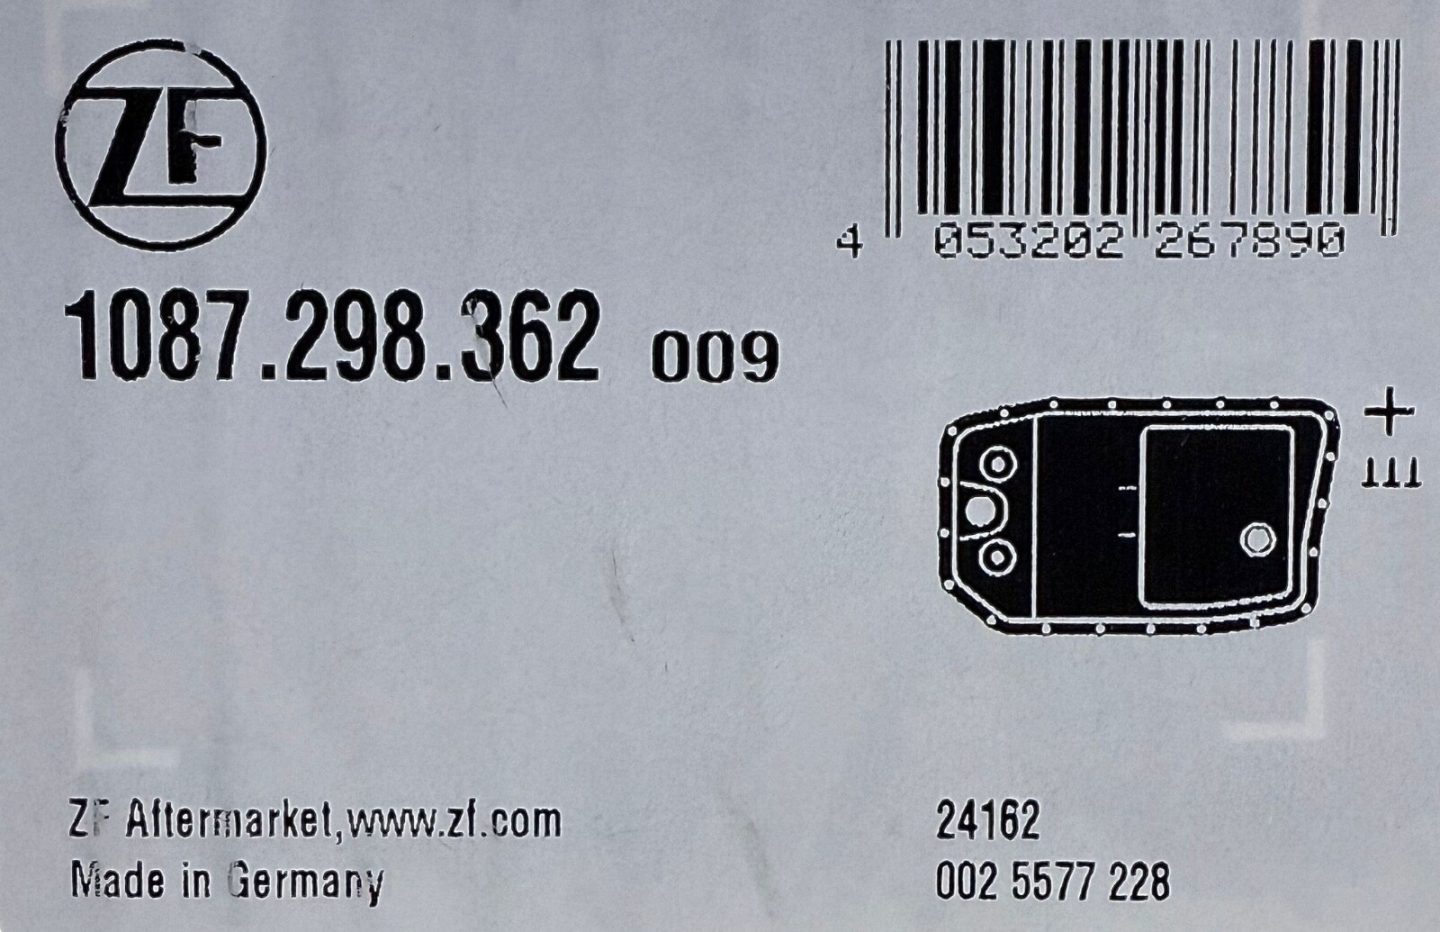 ZF
4 053202 267890
1087.298.362 009
ZF Aftermarket,www.zf.com
Made in Germany
24162
002 5577 228